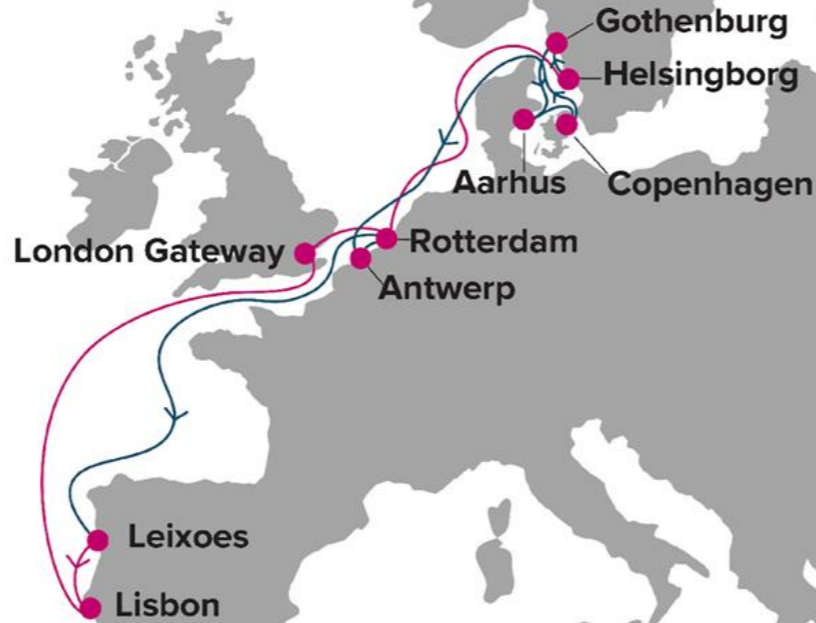 Gothenburg
Helsingborg
Aarhus
Copenhagen
London Gateway
Rotterdam
Antwerp
Leixoes
Lisbon